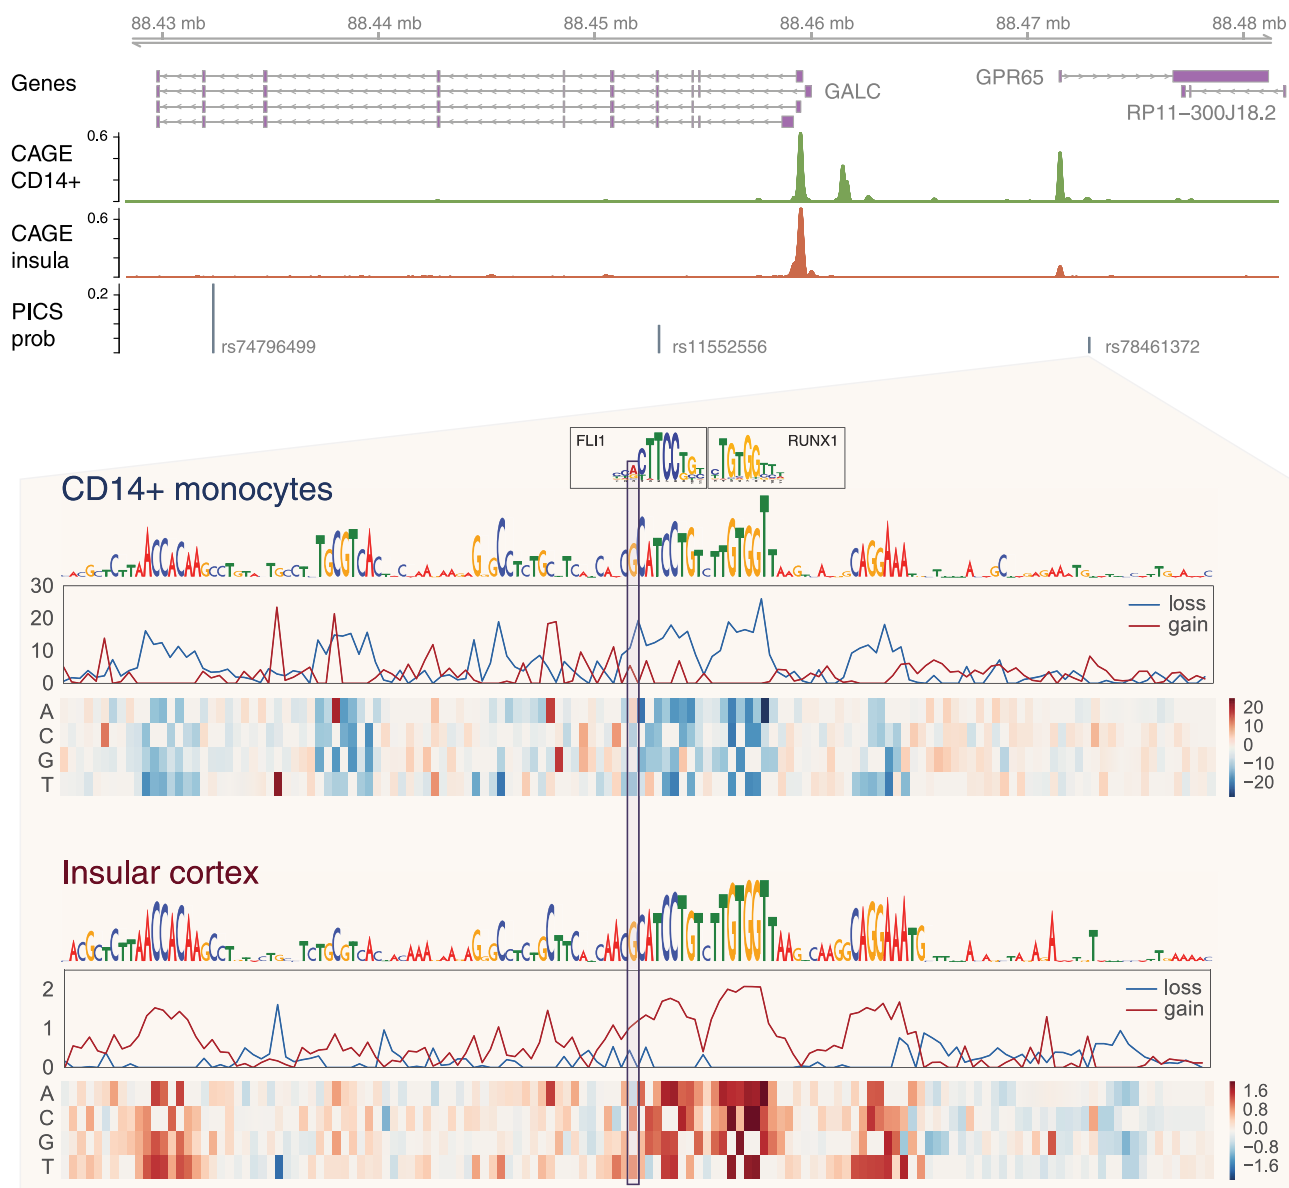 88.43 mb 88.44 mb 88.45 mb 88.46 mb 88.47 mb 88.48 mb
Genes
GALC
GPR65
RP11−300J18.2
CAGE
CD14+
0.6
CAGE
insula
0.6
PICS
prob
0.2
rs74796499 rs11552556 rs78461372
FLI1 RUNX1
CD14+ monocytes
30
20
10
0
loss
gain
A
C
G
T
20
10
0
−10
−20
Insular cortex
2
1
0
loss
gain
A
C
G
T
1.6
0.8
0.0
−0.8
−1.6